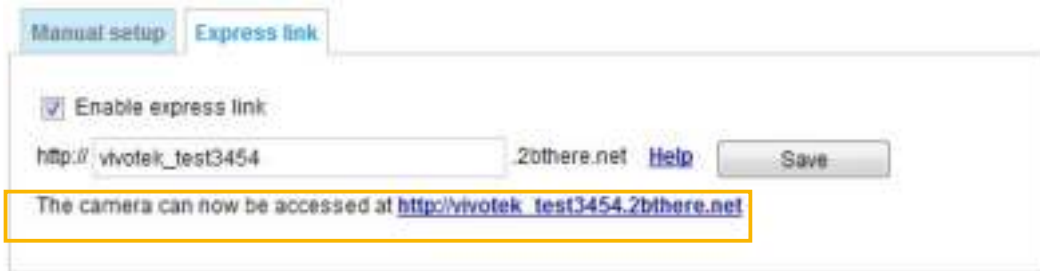 Manual setup Express link
Enable express link
http:// vivotek_test3454 .2bthere.net Help Save
The camera can now be accessed at http://vivotek_test3454.2bthere.net